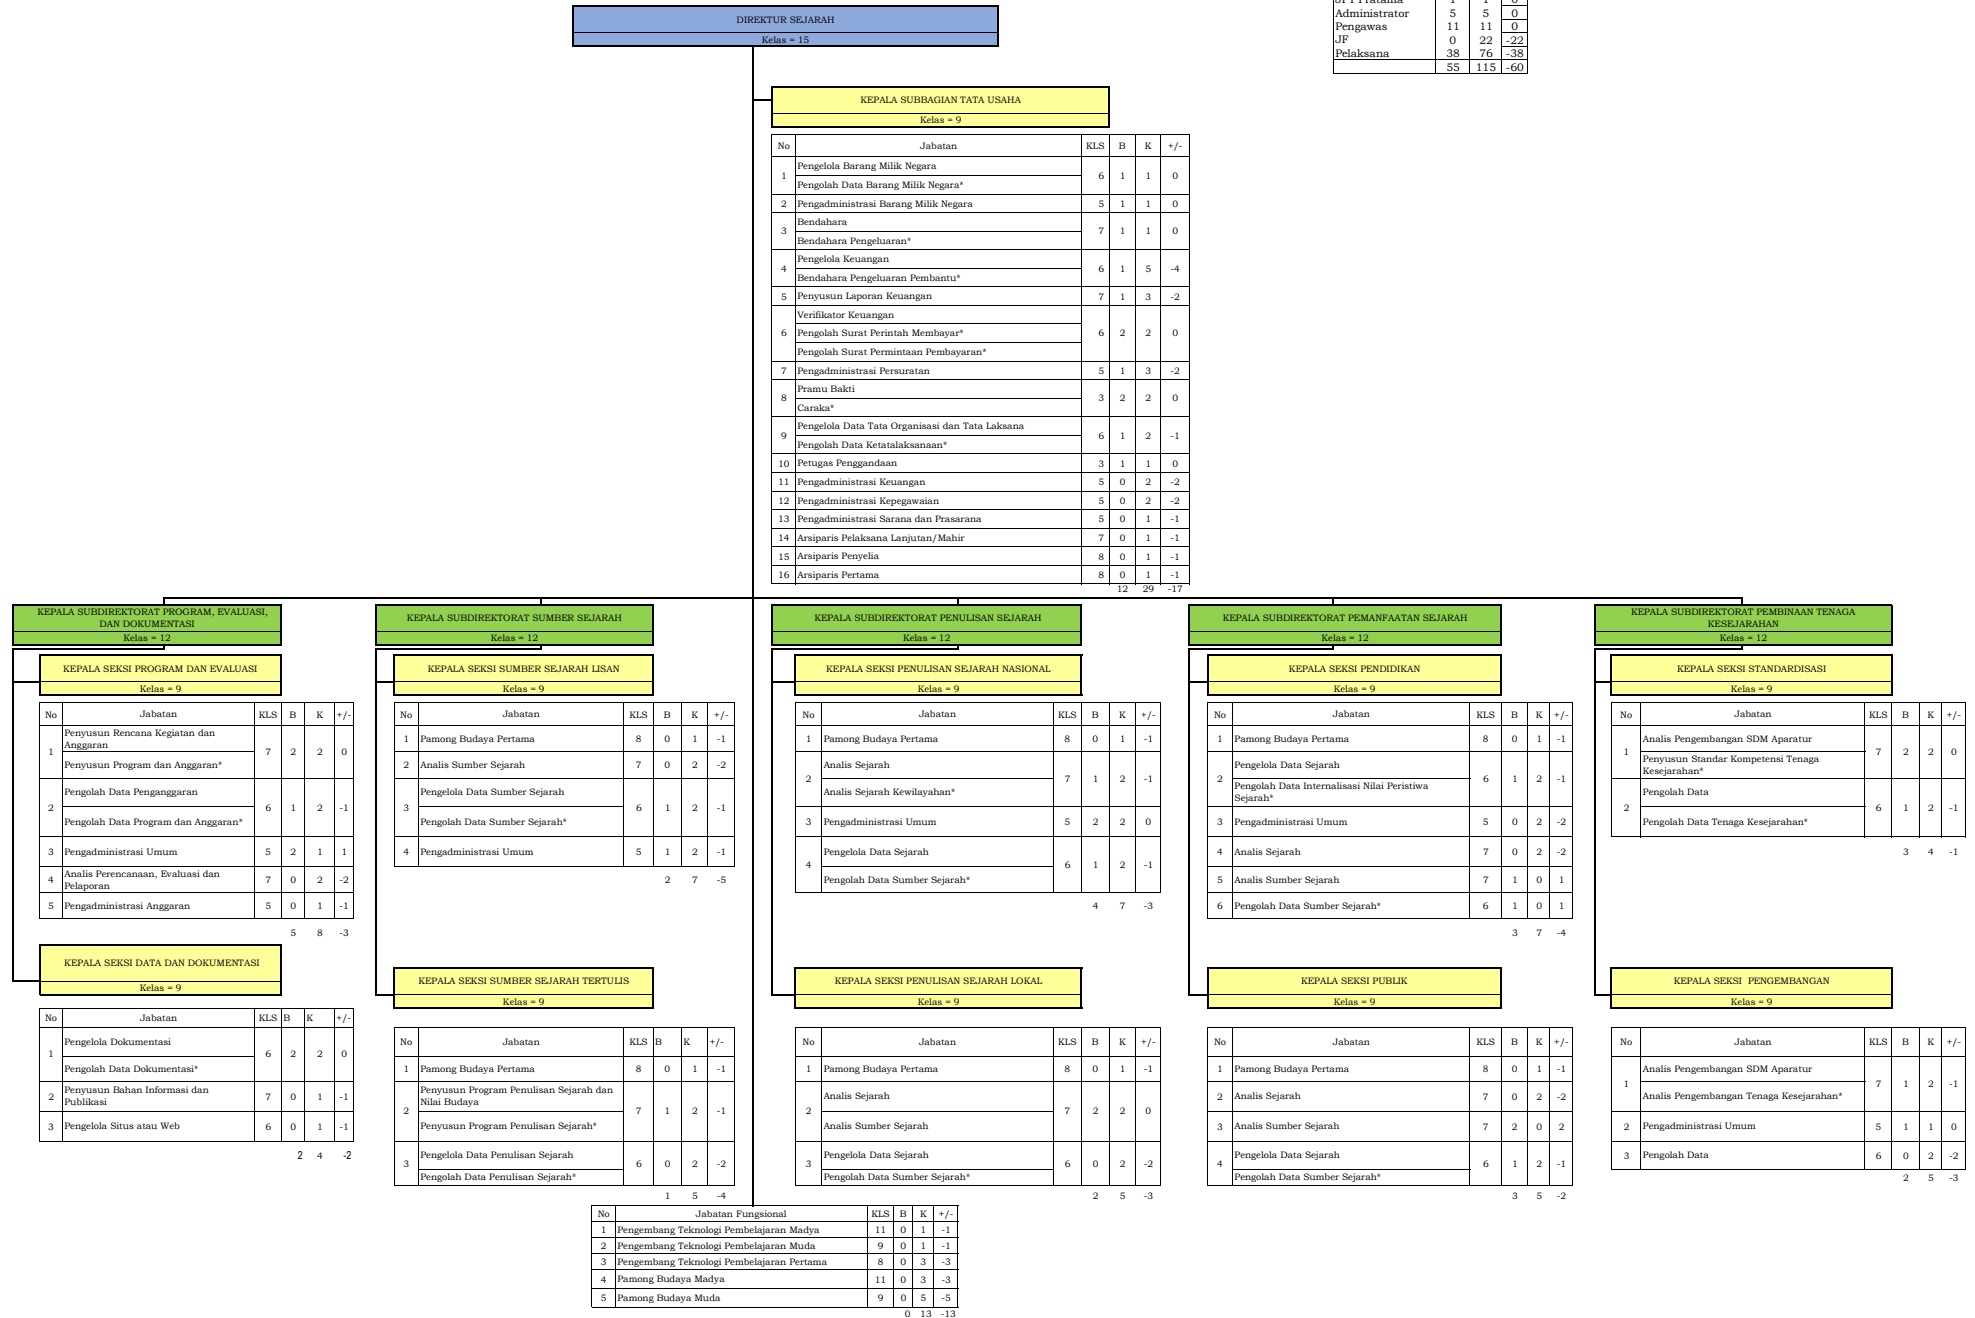 JPT Pratama 1 1 0
Administrator 5 5 0
Pengawas 11 11 0
JF 0 22 -22
Pelaksana 38 76 -38
55 115 -60
DIREKTUR SEJARAH
Kelas = 15
KEPALA SUBBAGIAN TATA USAHA
Kelas = 9
No Jabatan KLS B K +/-
1 Pengelola Barang Milik Negara 6 1 1 0
Pengolah Data Barang Milik Negara*
2 Pengadministrasi Barang Milik Negara 5 1 1 0
3 Bendahara 7 1 1 0
Bendahara Pengeluaran*
4 Pengelola Keuangan 6 1 5 -4
Bendahara Pengeluaran Pembantu*
5 Penyusun Laporan Keuangan 7 1 3 -2
Verifikator Keuangan
6 Pengolah Surat Perintah Membayar* 6 2 2 0
Pengolah Surat Permintaan Pembayaran*
7 Pengadministrasi Persuratan 5 1 3 -2
8 Pramu Bakti 3 2 2 0
Caraka*
9 Pengelola Data Tata Organisasi dan Tata Laksana 6 1 2 -1
Pengolah Data Ketatalaksanaan*
10 Petugas Penggandaan 3 1 1 0
11 Pengadministrasi Keuangan 5 0 2 -2
12 Pengadministrasi Kepegawaian 5 0 2 -2
13 Pengadministrasi Sarana dan Prasarana 5 0 1 -1
14 Arsiparis Pelaksana Lanjutan/Mahir 7 0 1 -1
15 Arsiparis Penyelia 8 0 1 -1
16 Arsiparis Pertama 8 0 1 -1
12 29 -17
KEPALA SUBDIREKTORAT PROGRAM, EVALUASI,
DAN DOKUMENTASI
Kelas = 12
KEPALA SEKSI PROGRAM DAN EVALUASI
Kelas = 9
No Jabatan KLS B K +/-
1 Penyusun Rencana Kegiatan dan
Anggaran 7 2 2 0
Penyusun Program dan Anggaran*
2 Pengolah Data Penganggaran 6 1 2 -1
Pengolah Data Program dan Anggaran*
3 Pengadministrasi Umum 5 2 1 1
4 Analis Perencanaan, Evaluasi dan
Pelaporan 7 0 2 -2
5 Pengadministrasi Anggaran 5 0 1 -1
5 8 -3
KEPALA SEKSI DATA DAN DOKUMENTASI
Kelas = 9
No Jabatan KLS B K +/-
1 Pengelola Dokumentasi 6 2 2 0
Pengolah Data Dokumentasi*
2 Penyusun Bahan Informasi dan
Publikasi 7 0 1 -1
3 Pengelola Situs atau Web 6 0 1 -1
2 4 -2
KEPALA SUBDIREKTORAT SUMBER SEJARAH
Kelas = 12
KEPALA SEKSI SUMBER SEJARAH LISAN
Kelas = 9
No Jabatan KLS B K +/-
1 Pamong Budaya Pertama 8 0 1 -1
2 Analis Sumber Sejarah 7 0 2 -2
3 Pengelola Data Sumber Sejarah 6 1 2 -1
Pengolah Data Sumber Sejarah*
4 Pengadministrasi Umum 5 1 2 -1
2 7 -5
KEPALA SEKSI SUMBER SEJARAH TERTULIS
Kelas = 9
No Jabatan KLS B K +/-
1 Pamong Budaya Pertama 8 0 1 -1
2 Penyusun Program Penulisan Sejarah dan
Nilai Budaya 7 1 2 -1
Penyusun Program Penulisan Sejarah*
3 Pengelola Data Penulisan Sejarah 6 0 2 -2
Pengolah Data Penulisan Sejarah*
1 5 -4
KEPALA SUBDIREKTORAT PENULISAN SEJARAH
Kelas = 12
KEPALA SEKSI PENULISAN SEJARAH NASIONAL
Kelas = 9
No Jabatan KLS B K +/-
1 Pamong Budaya Pertama 8 0 1 -1
2 Analis Sejarah 7 1 2 -1
Analis Sejarah Kewilayahan*
3 Pengadministrasi Umum 5 2 2 0
4 Pengelola Data Sejarah 6 1 2 -1
Pengolah Data Sumber Sejarah*
4 7 -3
KEPALA SEKSI PENULISAN SEJARAH LOKAL
Kelas = 9
No Jabatan KLS B K +/-
1 Pamong Budaya Pertama 8 0 1 -1
2 Analis Sejarah 7 2 2 0
Analis Sumber Sejarah
3 Pengelola Data Sejarah 6 0 2 -2
Pengolah Data Sumber Sejarah*
2 5 -3
KEPALA SUBDIREKTORAT PEMANFAATAN SEJARAH
Kelas = 12
KEPALA SEKSI PENDIDIKAN
Kelas = 9
No Jabatan KLS B K +/-
1 Pamong Budaya Pertama 8 0 1 -1
2 Pengelola Data Sejarah 6 1 2 -1
Pengolah Data Internalisasi Nilai Peristiwa
Sejarah*
3 Pengadministrasi Umum 5 0 2 -2
4 Analis Sejarah 7 0 2 -2
5 Analis Sumber Sejarah 7 1 0 1
6 Pengolah Data Sumber Sejarah* 6 1 0 1
3 7 -4
KEPALA SEKSI PUBLIK
Kelas = 9
No Jabatan KLS B K +/-
1 Pamong Budaya Pertama 8 0 1 -1
2 Analis Sejarah 7 0 2 -2
3 Analis Sumber Sejarah 7 2 0 2
4 Pengelola Data Sejarah 6 1 2 -1
Pengolah Data Sumber Sejarah*
3 5 -2
KEPALA SUBDIREKTORAT PEMBINAAN TENAGA
KESEJARAHAN
Kelas = 12
KEPALA SEKSI STANDARDISASI
Kelas = 9
No Jabatan KLS B K +/-
1 Analis Pengembangan SDM Aparatur 7 2 2 0
Penyusun Standar Kompetensi Tenaga
Kesejarahan*
2 Pengolah Data 6 1 2 -1
Pengolah Data Tenaga Kesejarahan*
3 4 -1
KEPALA SEKSI PENGEMBANGAN
Kelas = 9
No Jabatan KLS B K +/-
1 Analis Pengembangan SDM Aparatur 7 1 2 -1
Analis Pengembangan Tenaga Kesejarahan*
2 Pengadministrasi Umum 5 1 1 0
3 Pengolah Data 6 0 2 -2
2 5 -3
No Jabatan Fungsional KLS B K +/-
1 Pengembang Teknologi Pembelajaran Madya 11 0 1 -1
2 Pengembang Teknologi Pembelajaran Muda 9 0 1 -1
3 Pengembang Teknologi Pembelajaran Pertama 8 0 3 -3
4 Pamong Budaya Madya 11 0 3 -3
5 Pamong Budaya Muda 9 0 5 -5
0 13 -13